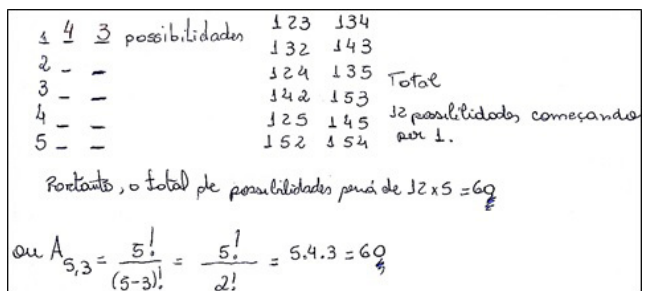 1 4 3 possibilidades 123 134
132 143
2 _ _ 124 135 Total
3 _ _ 142 153 12 possibilidades começando
4 _ _ 125 145 por 1.
5 _ _ 152 154
Portanto, o total de possibilidades será de 12 x 5 = 60
ou A5,3 = 5!/(5-3)! = 5!/2! = 5.4.3 = 60